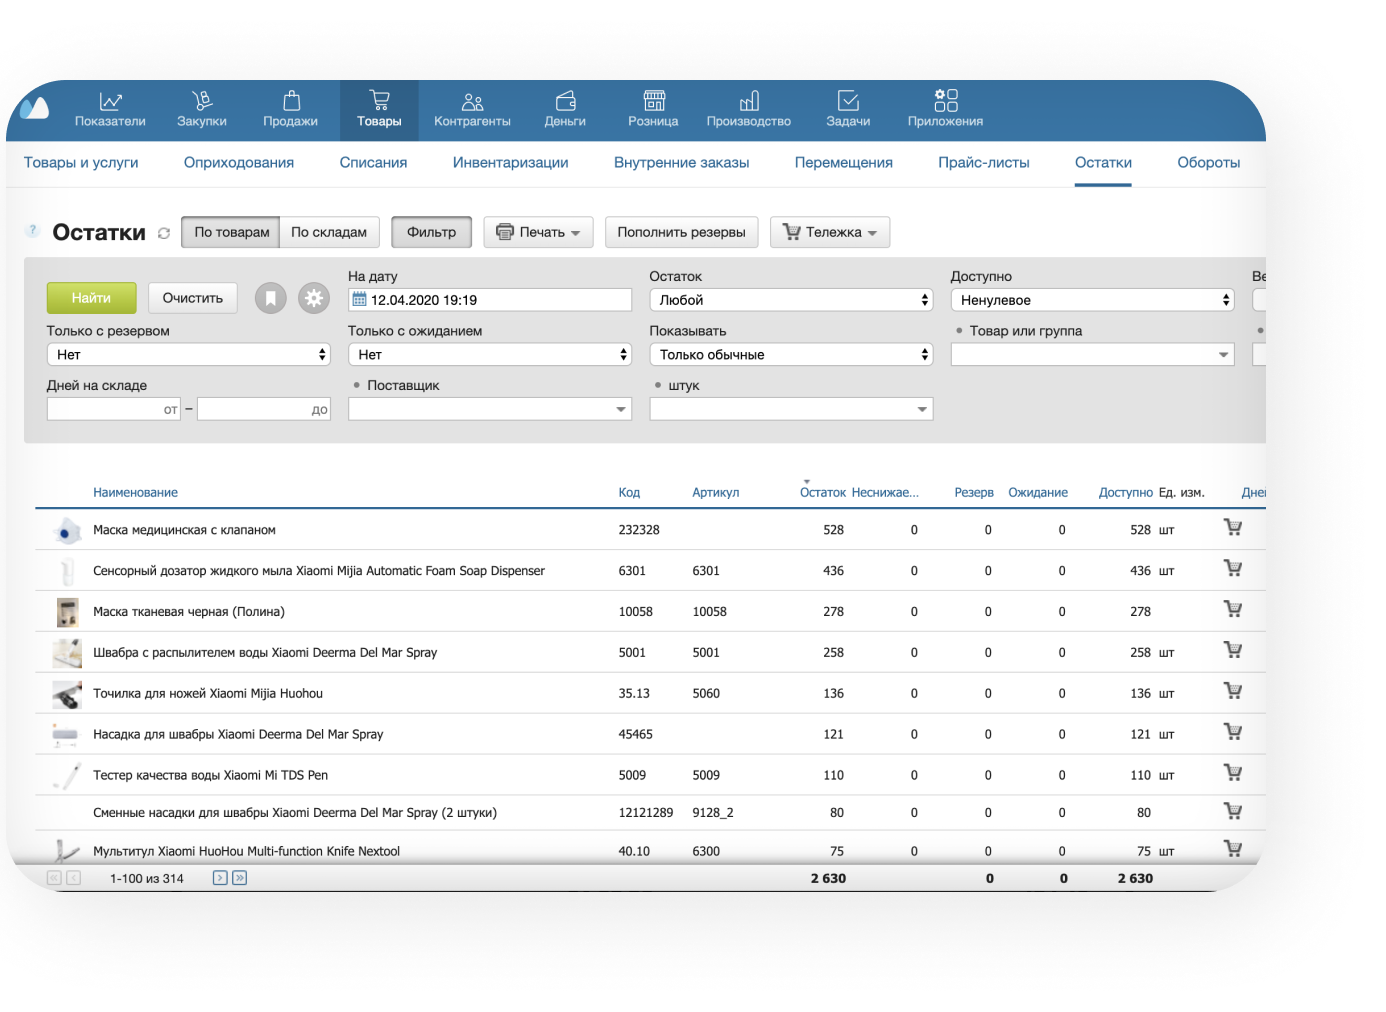 Показатели Закупки Продажи Товары Контрагенты Деньги Розница Производство Задачи Приложения
Товары и услуги Оприходования Списания Инвентаризации Внутренние заказы Перемещения Прайс-листы Остатки Обороты
? Остатки По товарам По складам Фильтр Печать Пополнить резервы Тележка
На дату Остаток Доступно Ве
Найти Очистить 12.04.2020 19:19 Любой Ненулевое
Только с резервом Только с ожиданием Показывать Товар или группа
Нет Нет Только обычные
Дней на складе Поставщик штук
от – до
Наименование Код Артикул Остаток Неснижае... Резерв Ожидание Доступно Ед. изм. Дней
Маска медицинская с клапаном 232328 528 0 0 0 528 шт
Сенсорный дозатор жидкого мыла Xiaomi Mijia Automatic Foam Soap Dispenser 6301 6301 436 0 0 0 436 шт
Маска тканевая черная (Полина) 10058 10058 278 0 0 0 278
Швабра с распылителем воды Xiaomi Deerma Del Mar Spray 5001 5001 258 0 0 0 258 шт
Точилка для ножей Xiaomi Mijia Huohou 35.13 5060 136 0 0 0 136 шт
Насадка для швабры Xiaomi Deerma Del Mar Spray 45465 121 0 0 0 121 шт
Тестер качества воды Xiaomi Mi TDS Pen 5009 5009 110 0 0 0 110 шт
Сменные насадки для швабры Xiaomi Deerma Del Mar Spray (2 штуки) 12121289 9128_2 80 0 0 0 80
Мультитул Xiaomi HuoHou Multi-function Knife Nextool 40.10 6300 75 0 0 0 75 шт
1-100 из 314 2 630 0 0 2 630